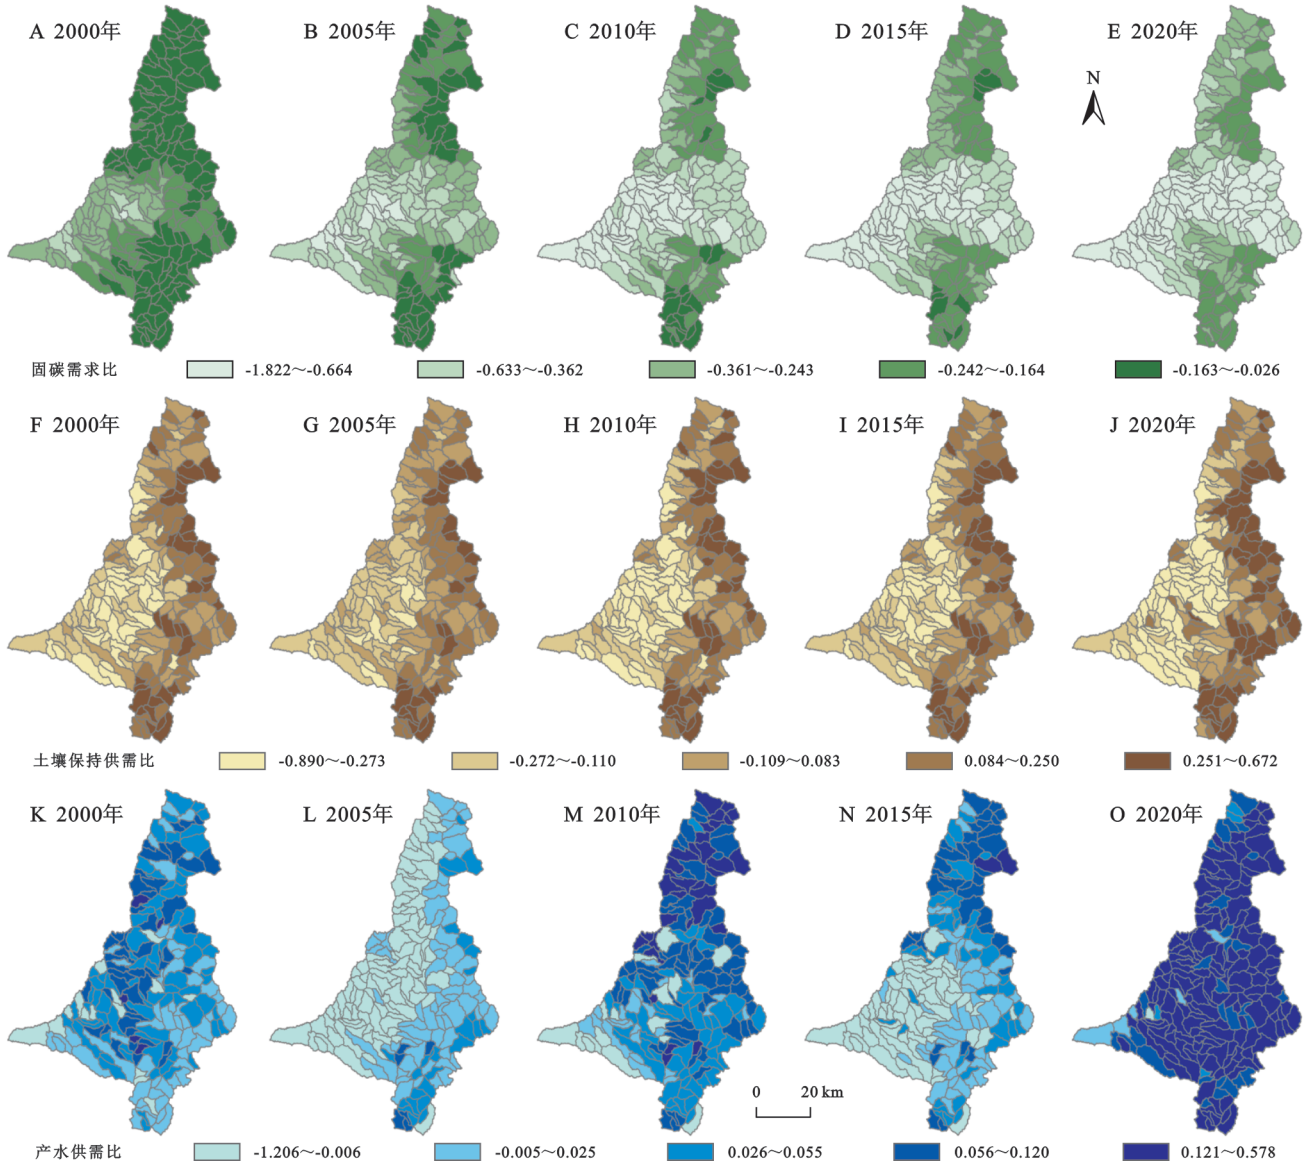 A 2000年 B 2005年 C 2010年 D 2015年 E 2020年
N
固碳需求比 -1.822～-0.664 -0.633～-0.362 -0.361～-0.243 -0.242～-0.164 -0.163～-0.026
F 2000年 G 2005年 H 2010年 I 2015年 J 2020年
土壤保持供需比 -0.890～-0.273 -0.272～-0.110 -0.109～0.083 0.084～0.250 0.251～0.672
K 2000年 L 2005年 M 2010年 N 2015年 O 2020年
0 20 km
产水供需比 -1.206～-0.006 -0.005～0.025 0.026～0.055 0.056～0.120 0.121～0.578